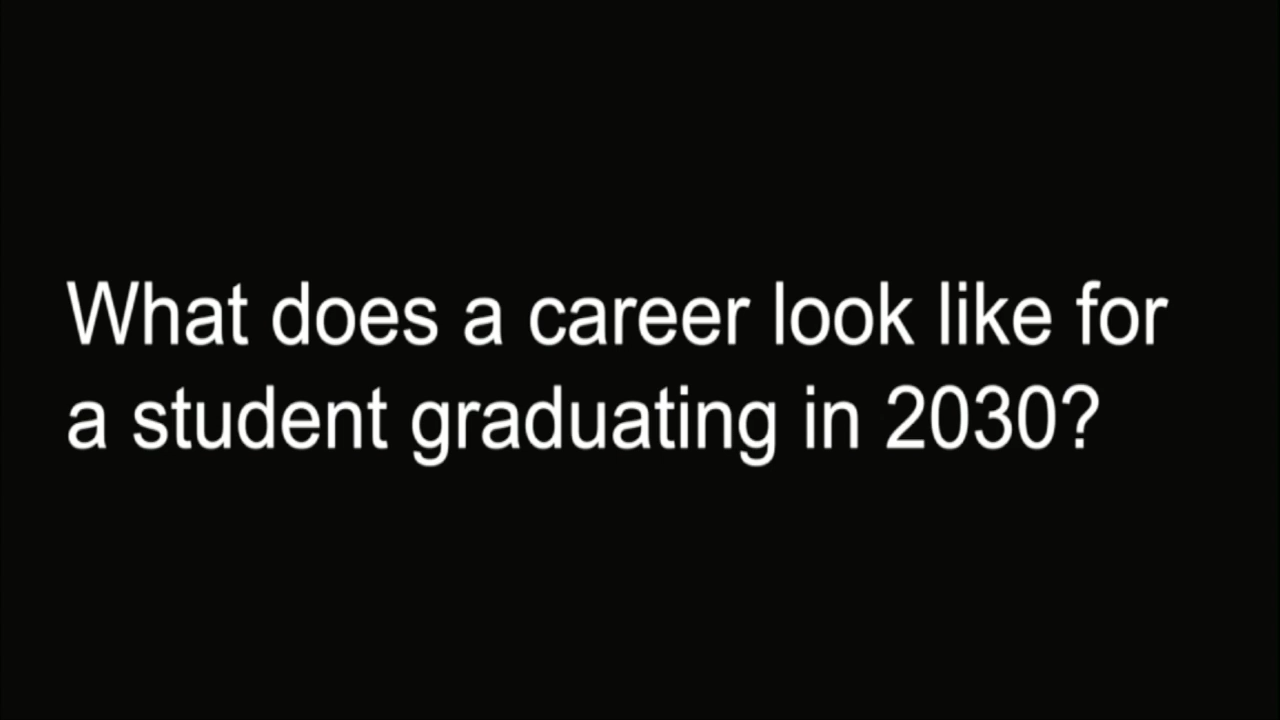 What does a career look like for
a student graduating in 2030?